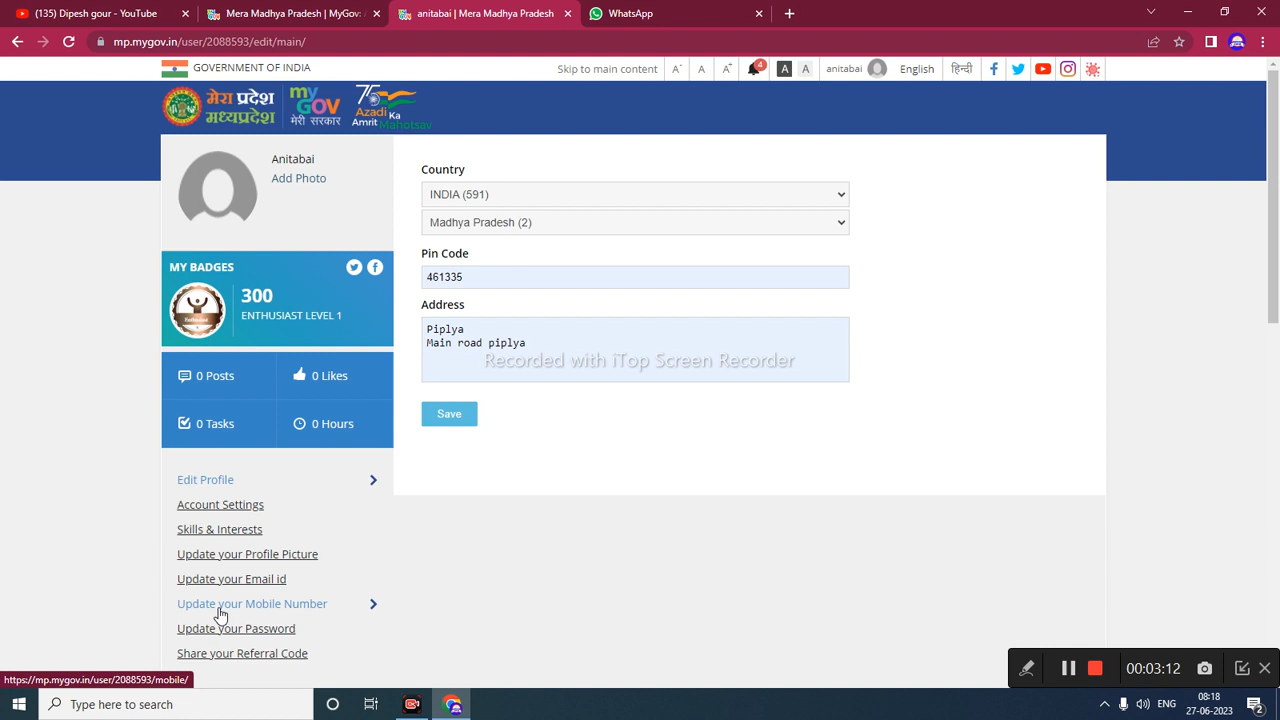 (135) Dipesh gour - YouTube
Mera Madhya Pradesh | MyGov:
anitabai | Mera Madhya Pradesh
WhatsApp
mp.mygov.in/user/2088593/edit/main/
GOVERNMENT OF INDIA
Skip to main content
A-
A
A+
4
A
A
anitabai
English
हिन्दी
मेरा प्रदेश
मध्यप्रदेश
my
GOV
मेरी सरकार
75
Azadi Ka
Amrit Mahotsav
Anitabai
Add Photo
MY BADGES
300
ENTHUSIAST LEVEL 1
0 Posts
0 Likes
0 Tasks
0 Hours
Edit Profile
Account Settings
Skills & Interests
Update your Profile Picture
Update your Email id
Update your Mobile Number
Update your Password
Share your Referral Code
Country
INDIA (591)
Madhya Pradesh (2)
Pin Code
461335
Address
Piplya
Main road piplya
Recorded with iTop Screen Recorder
Save
https://mp.mygov.in/user/2088593/mobile/
00:03:12
Type here to search
ENG
08:18
27-06-2023
2